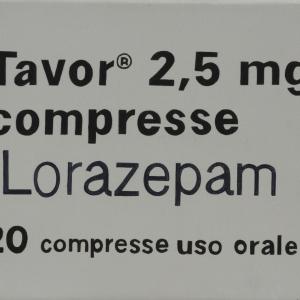 Tavor® 2,5 mg
compresse
Lorazepam
20 compresse uso orale